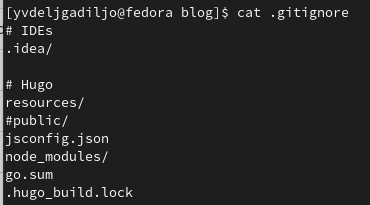 [yvdeljgadiljo@fedora blog]$ cat .gitignore
# IDEs
.idea/

# Hugo
resources/
#public/
jsconfig.json
node_modules/
go.sum
.hugo_build.lock